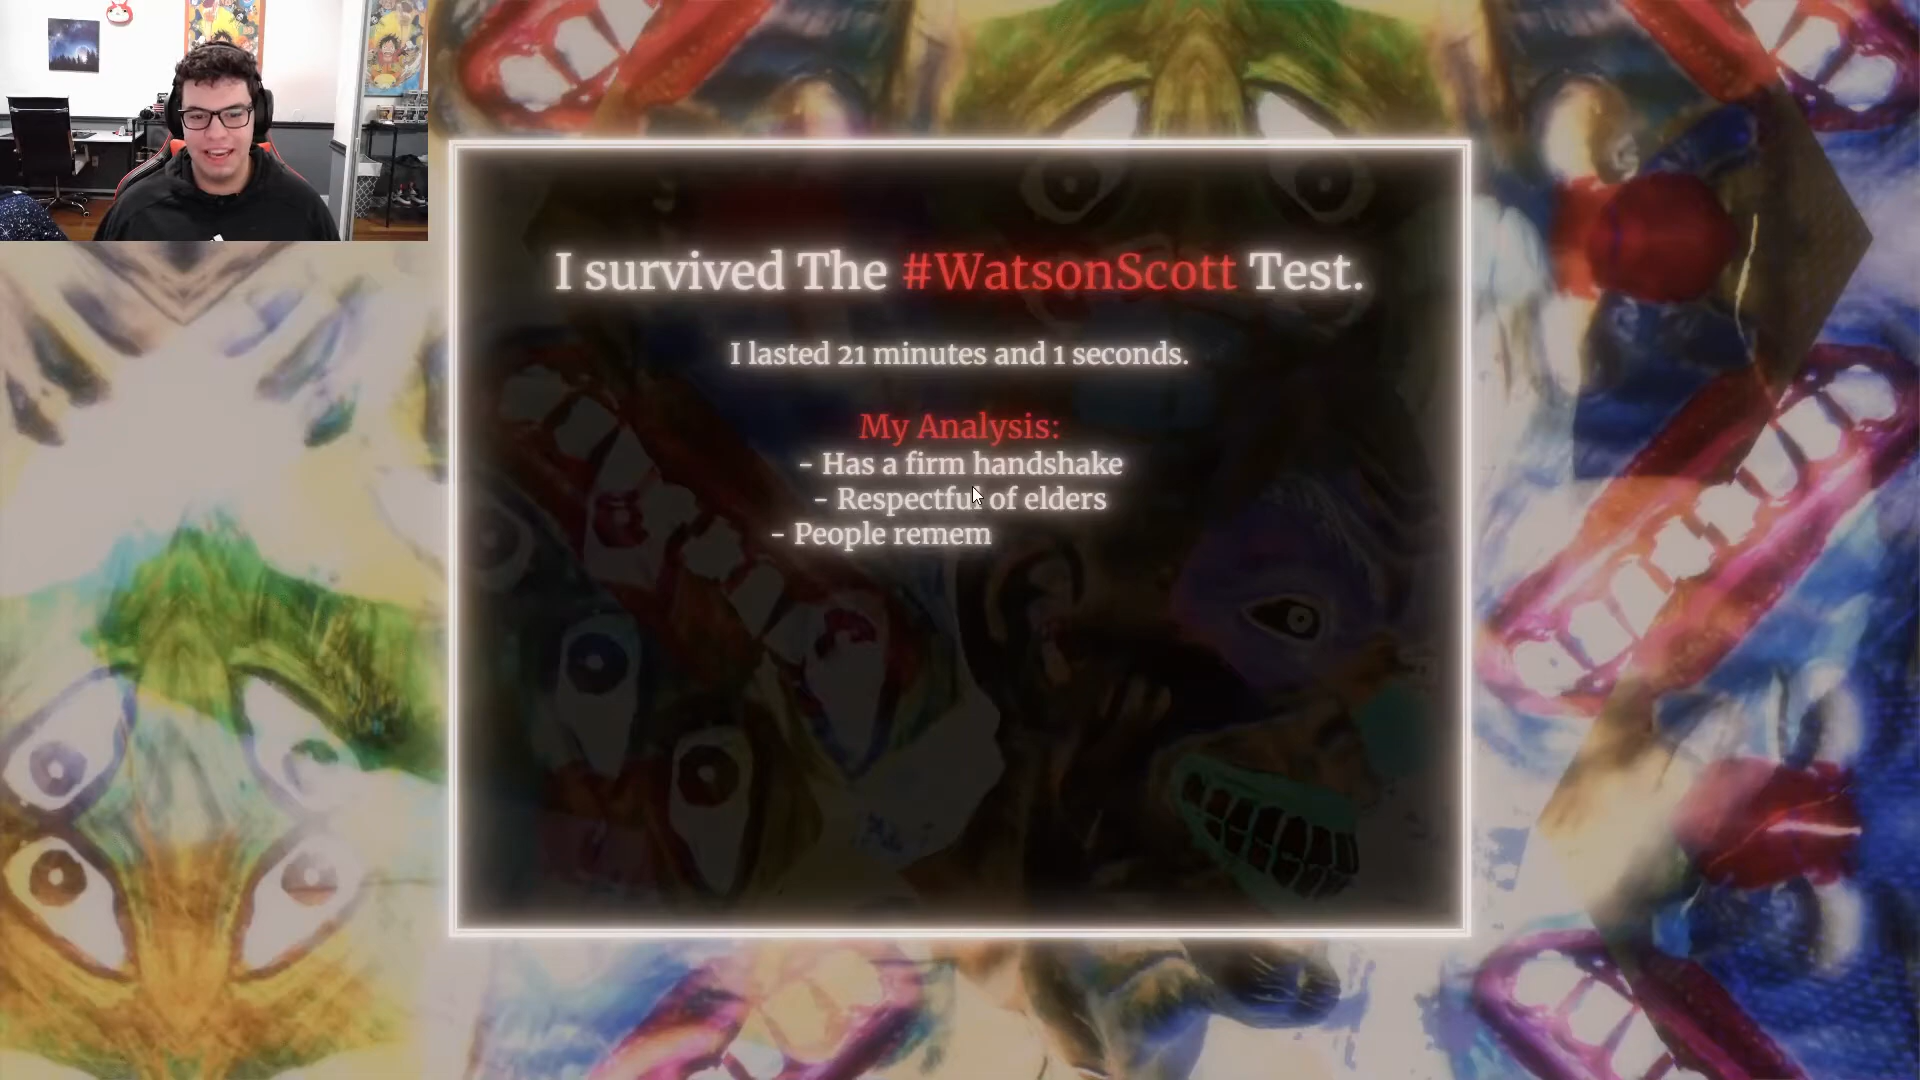 I survived The #WatsonScott Test.
I lasted 21 minutes and 1 seconds.
My Analysis:
- Has a firm handshake
- Respectful of elders
- People remem